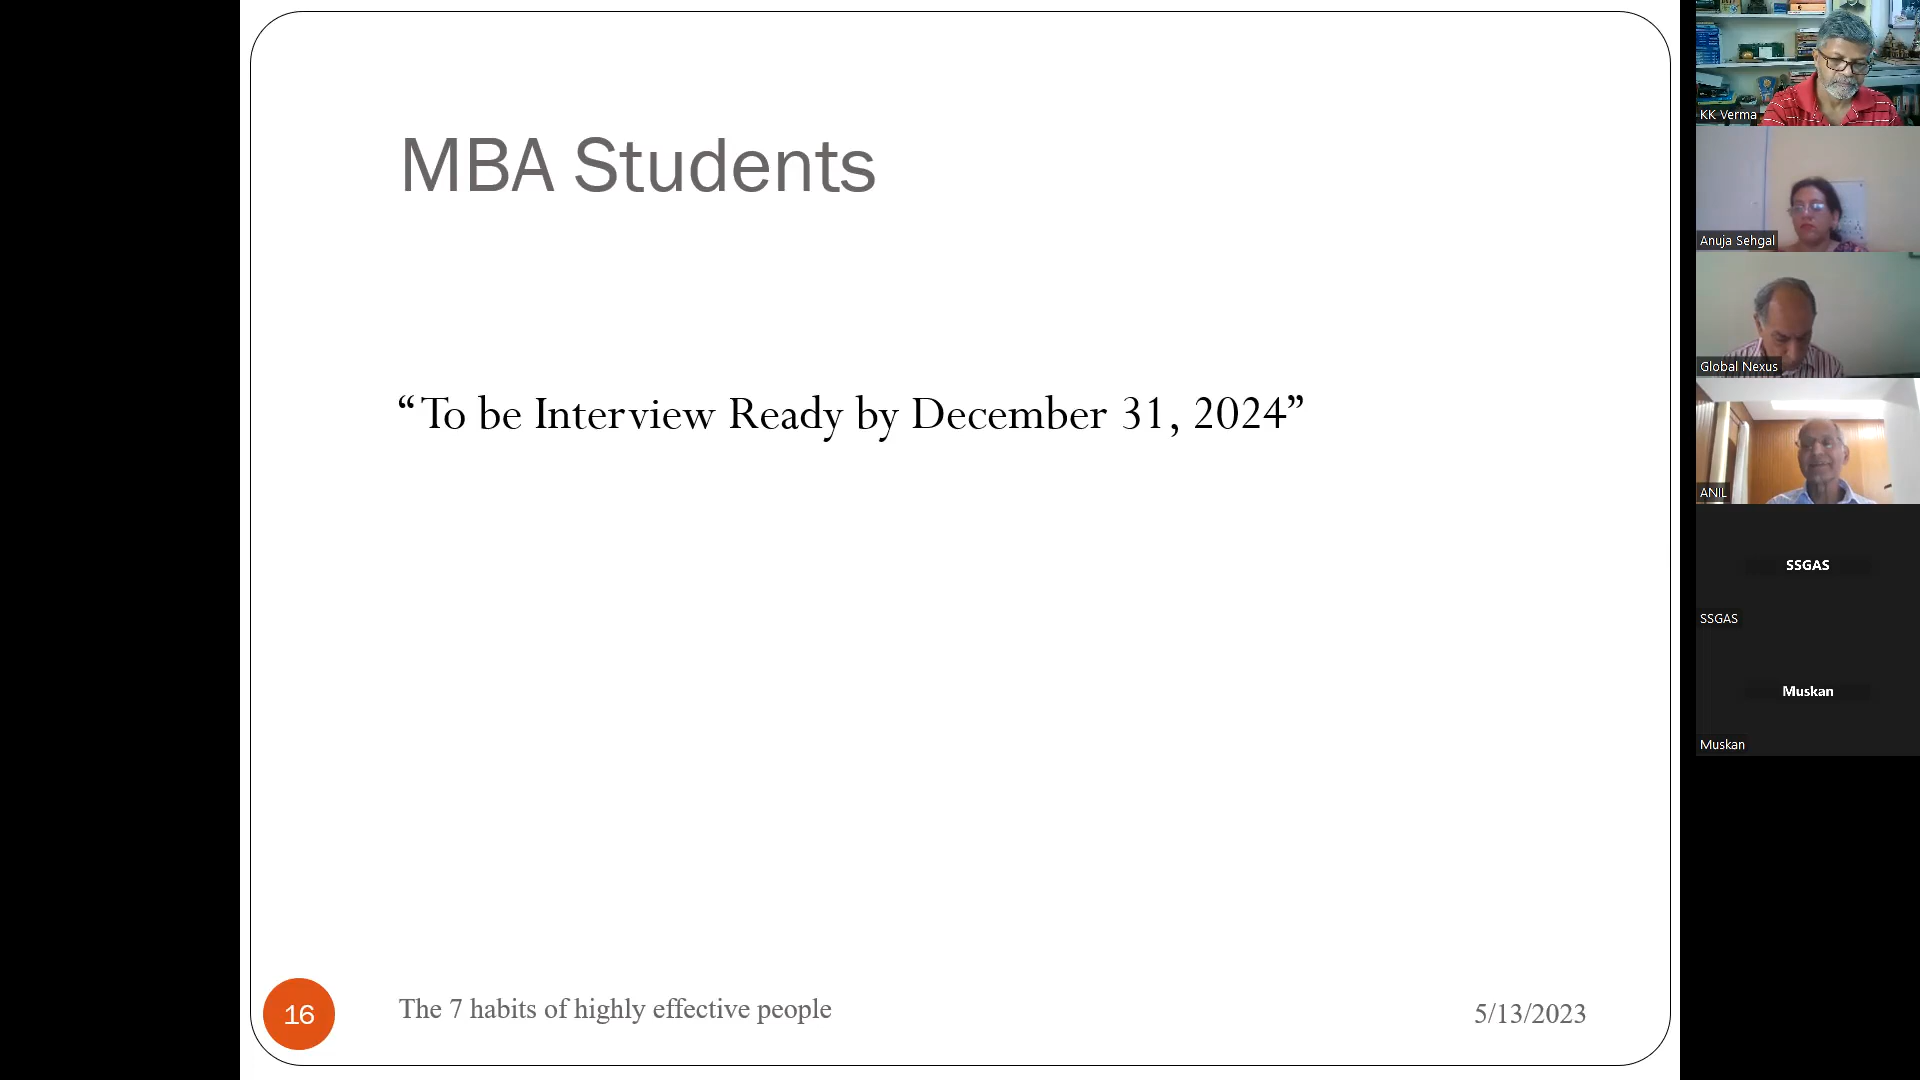 MBA Students
“To be Interview Ready by December 31, 2024”
16
The 7 habits of highly effective people
5/13/2023
KK Verma
Anuja Sehgal
Global Nexus
ANIL
SSGAS
SSGAS
Muskan
Muskan